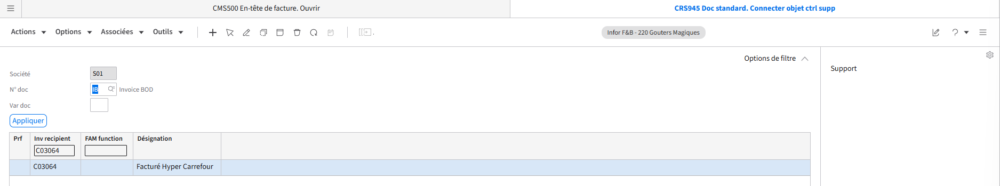 CMS500 En-tête de facture. Ouvrir
CRS945 Doc standard. Connecter objet ctrl supp
Actions Options Associées Outils
Infor F&B - 220 Gouters Magiques
Options de filtre
Support
Société S01
N° doc IB Invoice BOD
Var doc
Appliquer
Prf Inv recipient FAM function Désignation
C03064
C03064 Facturé Hyper Carrefour